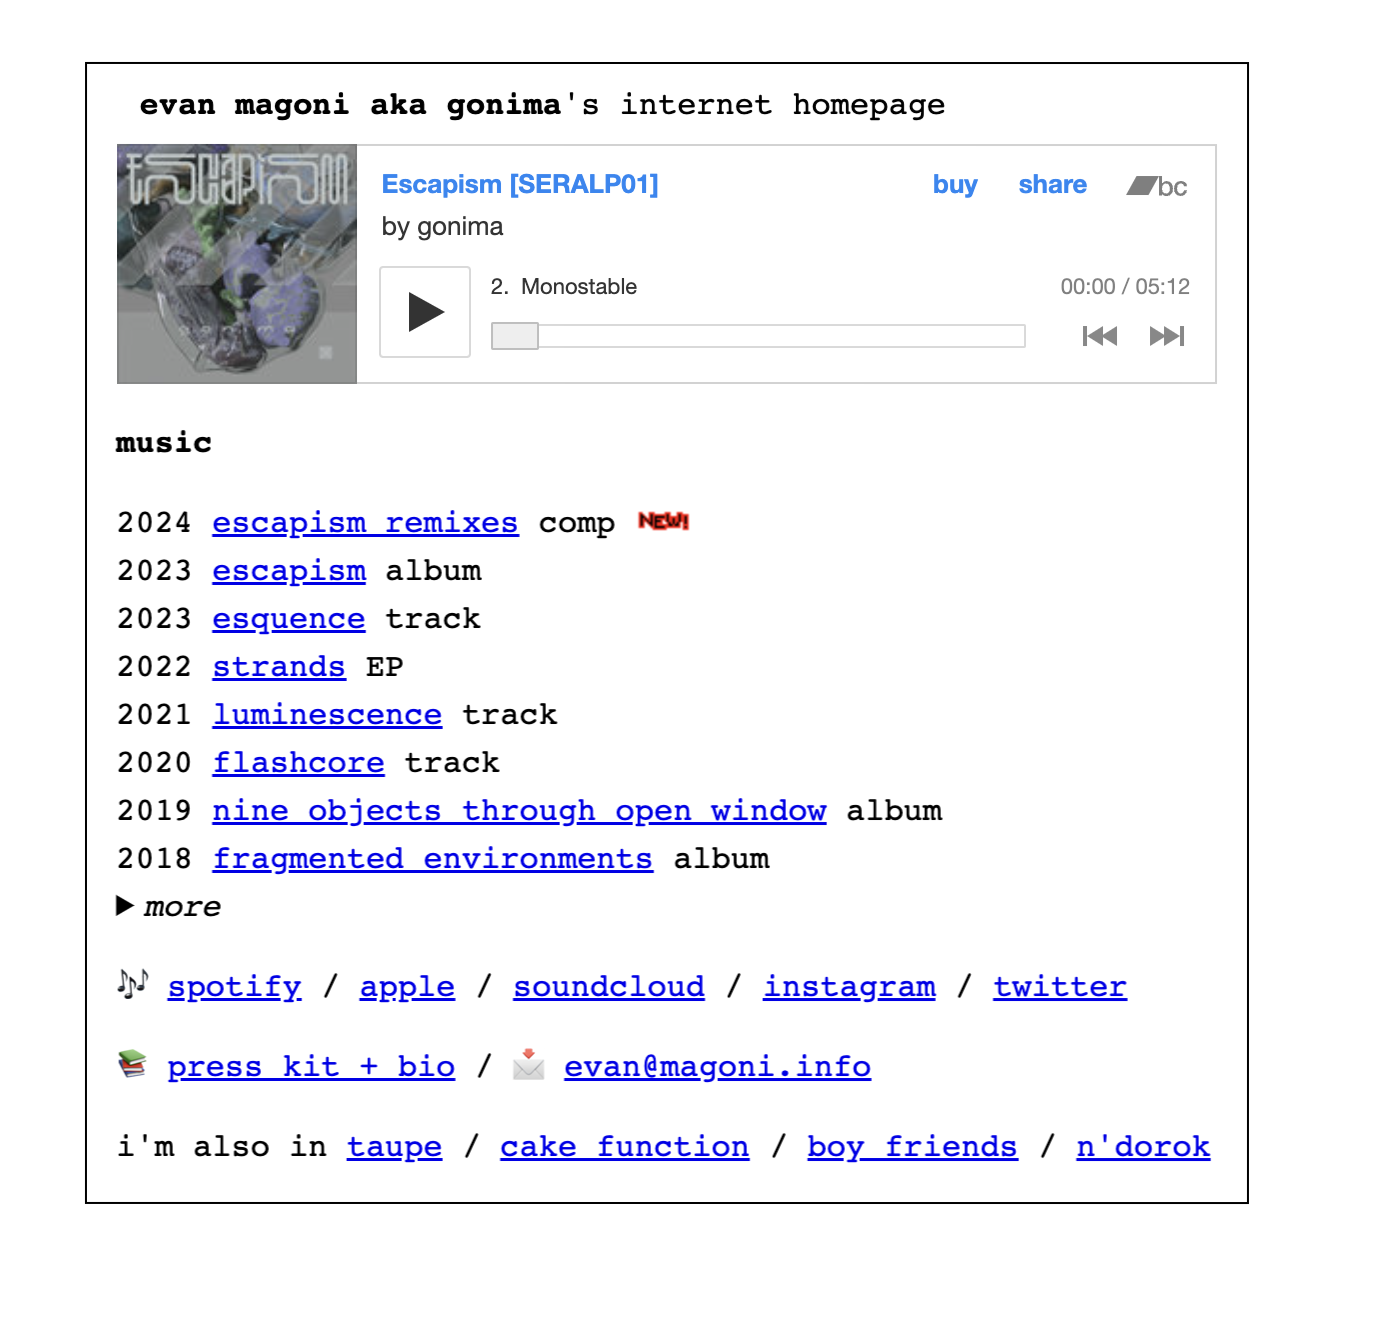 evan magoni aka gonima's internet homepage
escapism
gonima
Escapism [SERALP01] buy share bc
by gonima
2. Monostable 00:00 / 05:12
music
2024 escapism remixes comp NEW!
2023 escapism album
2023 esquence track
2022 strands EP
2021 luminescence track
2020 flashcore track
2019 nine objects through open window album
2018 fragmented environments album
more
spotify / apple / soundcloud / instagram / twitter
press kit + bio / evan@magoni.info
i'm also in taupe / cake function / boy friends / n'dorok